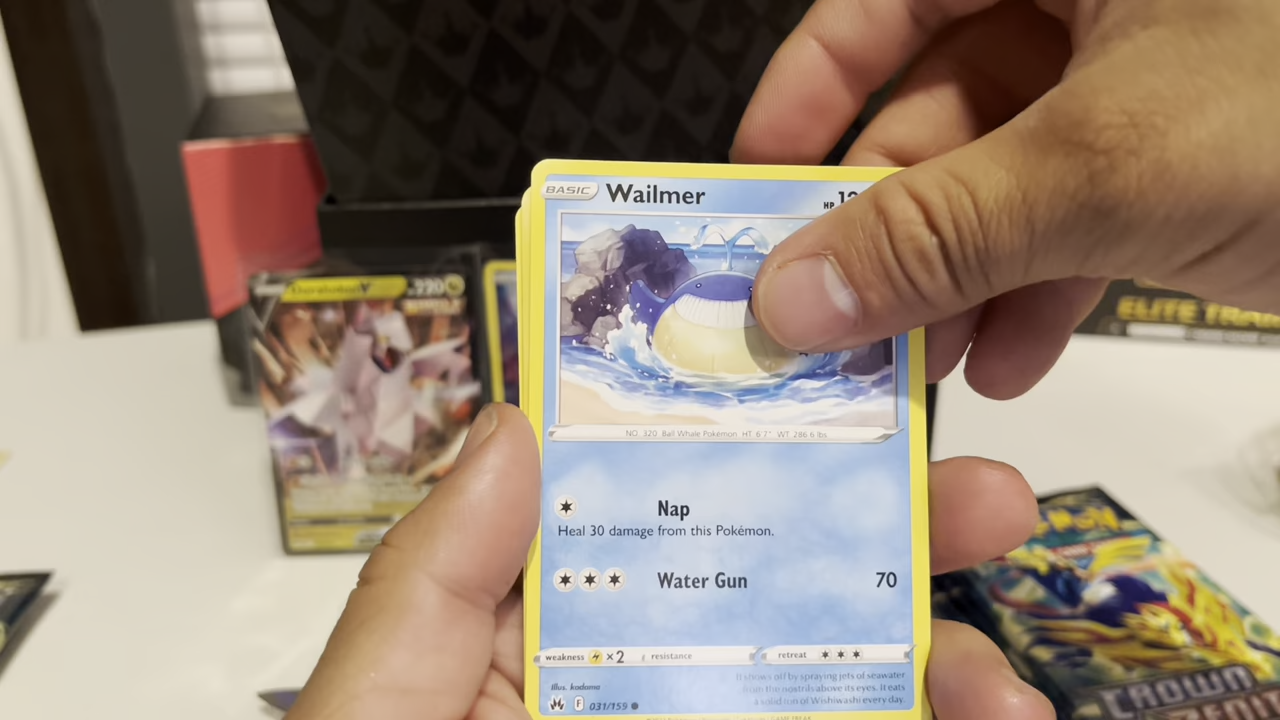 BASIC Wailmer HP 12
NO. 320 Ball Whale Pokémon HT 6'7" WT 286.6 lbs
Nap
Heal 30 damage from this Pokémon.
Water Gun 70
weakness ×2 resistance retreat
It shows off by spraying jets of seawater
from the nostrils above its eyes. It eats
a solid ton of Wishiwashi every day.
Illus. kodama
F 031/159
Duraludon V 220
ELITE TRA
CROWN